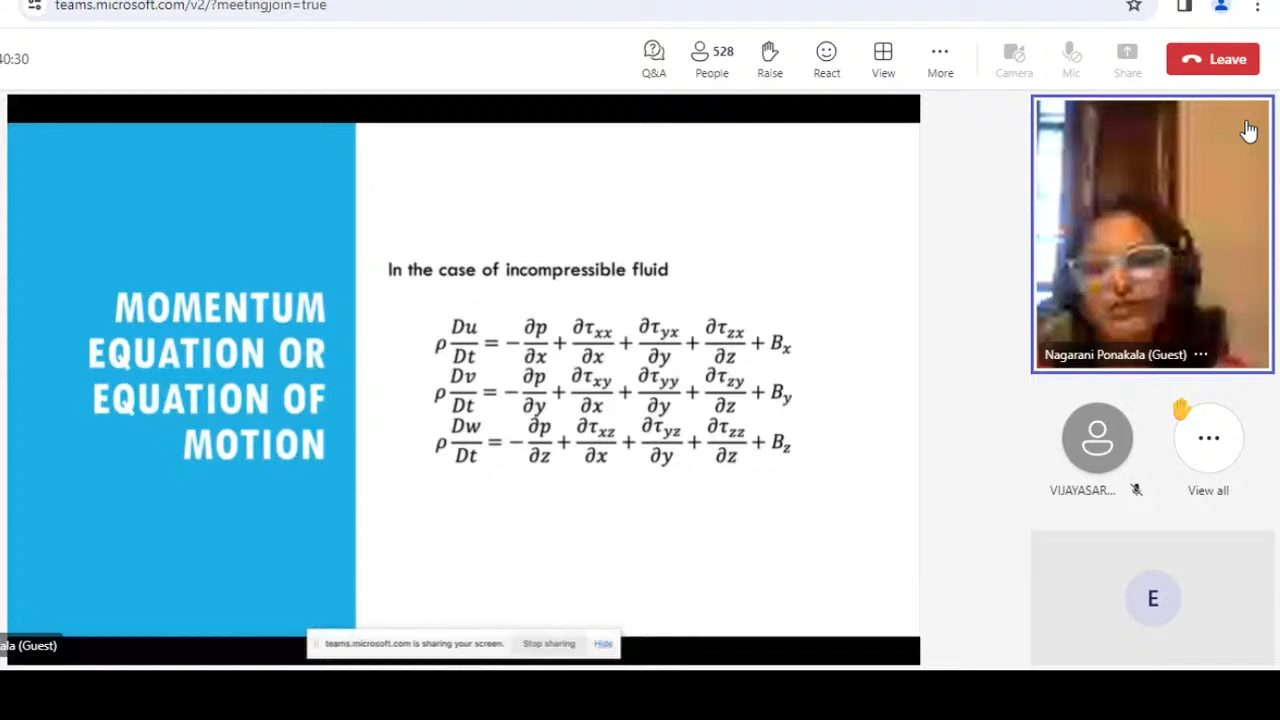 teams.microsoft.com/v2/?meetingjoin=true
40:30
Q&A
528
People
Raise
React
View
More
Camera
Mic
Share
Leave
MOMENTUM
EQUATION OR
EQUATION OF
MOTION
In the case of incompressible fluid
ρ Du/Dt = − ∂p/∂x + ∂τxx/∂x + ∂τyx/∂y + ∂τzx/∂z + Bx
ρ Dv/Dt = − ∂p/∂y + ∂τxy/∂x + ∂τyy/∂y + ∂τzy/∂z + By
ρ Dw/Dt = − ∂p/∂z + ∂τxz/∂x + ∂τyz/∂y + ∂τzz/∂z + Bz
Nagarani Ponakala (Guest)
VIJAYASAR...
View all
E
ala (Guest)
teams.microsoft.com is sharing your screen.
Stop sharing
Hide